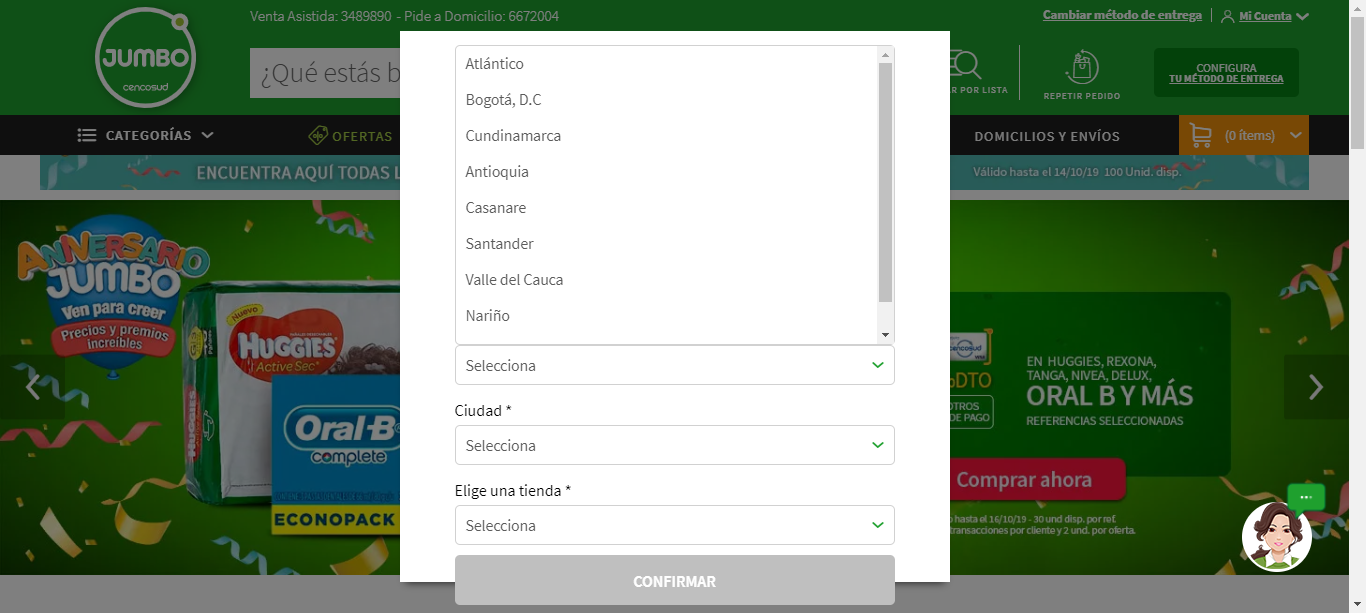 Venta Asistida: 3489890 - Pide a Domicilio: 6672004
Cambiar método de entrega
Mi Cuenta
JUMBO
cencosud
¿Qué estás b
R POR LISTA
REPETIR PEDIDO
CONFIGURA
TU MÉTODO DE ENTREGA
CATEGORÍAS
OFERTAS
DOMICILIOS Y ENVÍOS
(0 ítems)
ENCUENTRA AQUÍ TODAS L
Válido hasta el 14/10/19 100 Unid. disp.
Atlántico
Bogotá, D.C
Cundinamarca
Antioquia
Casanare
Santander
Valle del Cauca
Nariño
Selecciona
Ciudad *
Selecciona
Elige una tienda *
Selecciona
CONFIRMAR
ANIVERSARIO
JUMBO
Ven para creer
Precios y premios
increíbles
Nuevo
HUGGIES
Active Sec
HUGGIES
Oral-B
complete
ECONOPACK
cencosud
%DTO
OTROS
DE PAGO
EN HUGGIES, REXONA,
TANGA, NIVEA, DELUX,
ORAL B Y MÁS
REFERENCIAS SELECCIONADAS
Comprar ahora
hasta el 16/10/19 - 30 und disp. por ref.
transacciones por cliente y 2 und. por oferta.